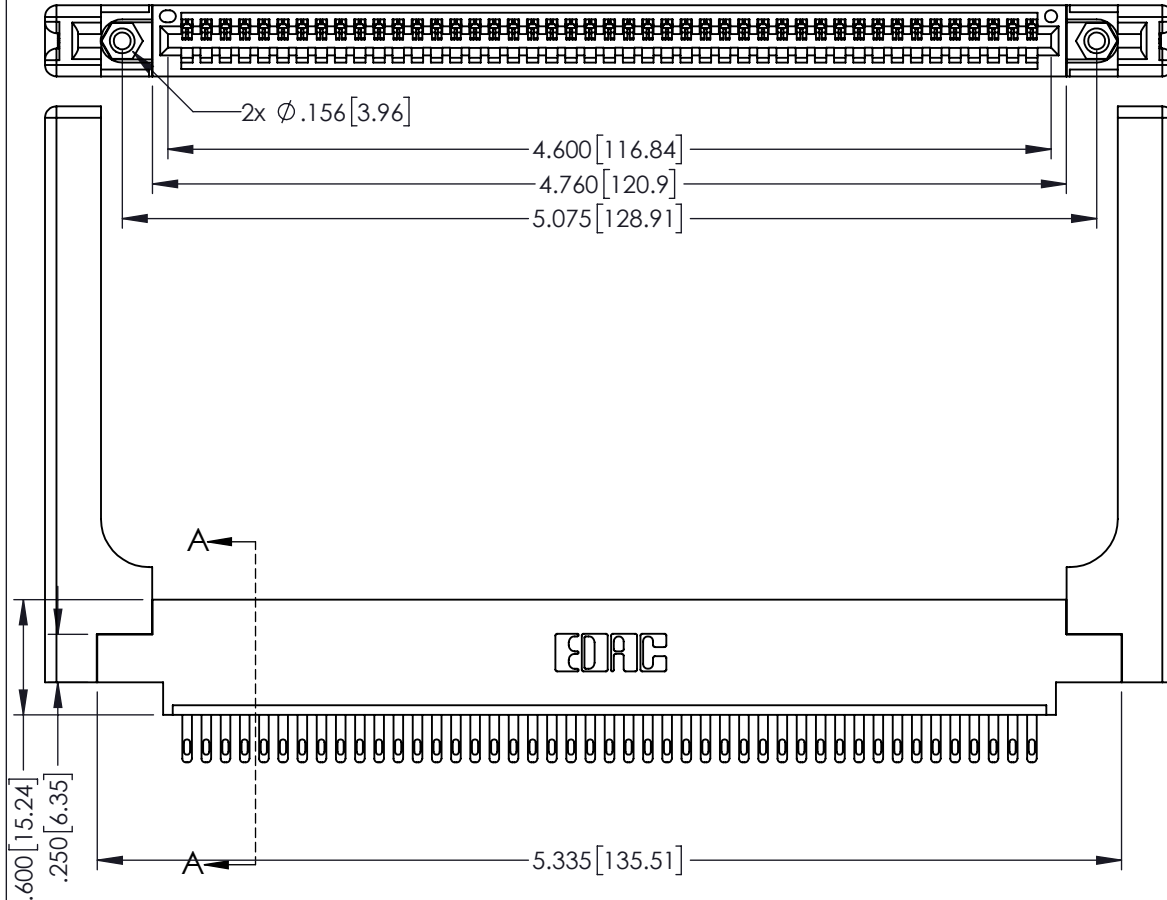 2x ∅ .156[3.96]
4.600[116.84]
4.760[120.9]
5.075[128.91]
A
EDAC
.600[15.24]
.250[6.35]
A
5.335[135.51]